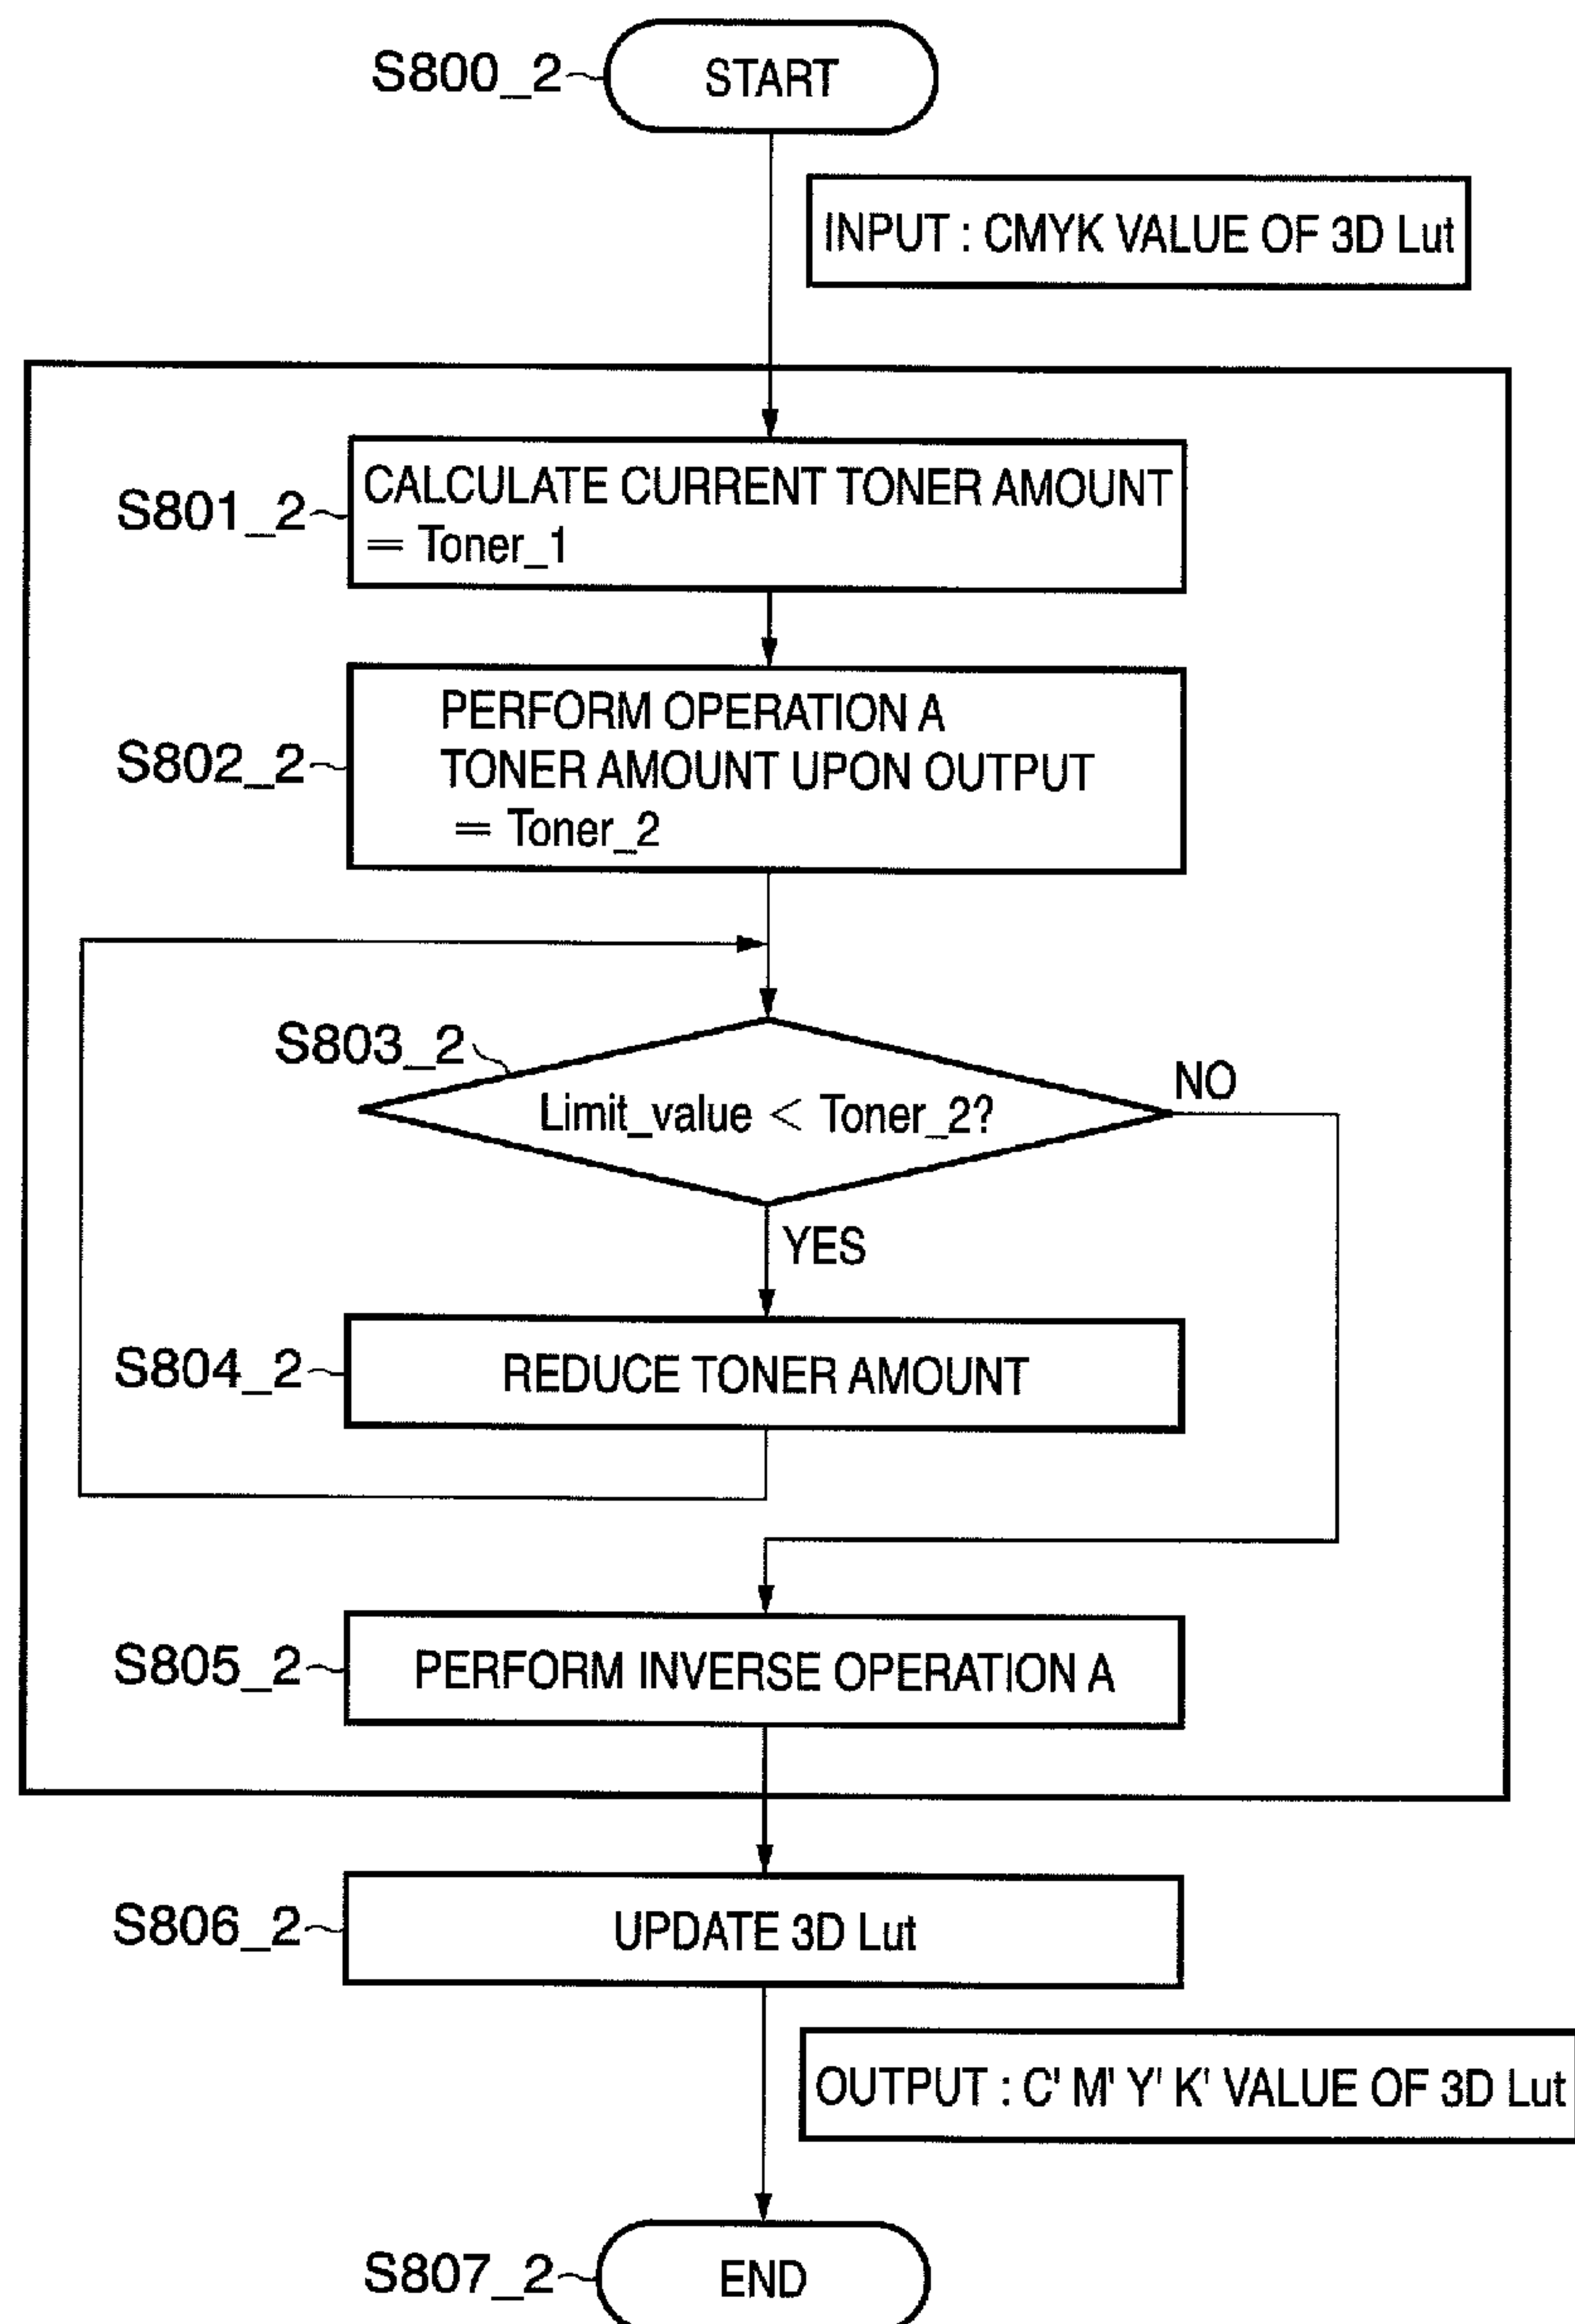 S800_2
START
INPUT : CMYK VALUE OF 3D Lut
S801_2
CALCULATE CURRENT TONER AMOUNT
= Toner_1
S802_2
PERFORM OPERATION A
TONER AMOUNT UPON OUTPUT
= Toner_2
S803_2
Limit_value < Toner_2?
NO
YES
S804_2
REDUCE TONER AMOUNT
S805_2
PERFORM INVERSE OPERATION A
S806_2
UPDATE 3D Lut
OUTPUT : C' M' Y' K' VALUE OF 3D Lut
S807_2
END